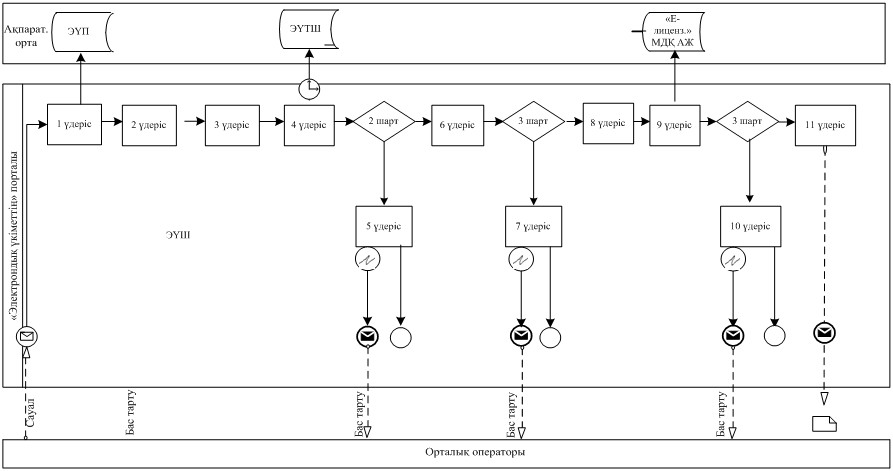 Ақпарат.
орта
ЭҮП
ЭҮТШ
«Е-
лиценз.»
МДҚ АЖ
«Электрондық үкіметтің» порталы
1 үдеріс
2 үдеріс
3 үдеріс
4 үдеріс
2 шарт
6 үдеріс
3 шарт
8 үдеріс
9 үдеріс
3 шарт
11 үдеріс
5 үдеріс
7 үдеріс
10 үдеріс
ЭҮШІ
Сауал
Бас тарту
Бас тарту
Бас тарту
Бас тарту
Орталық операторы